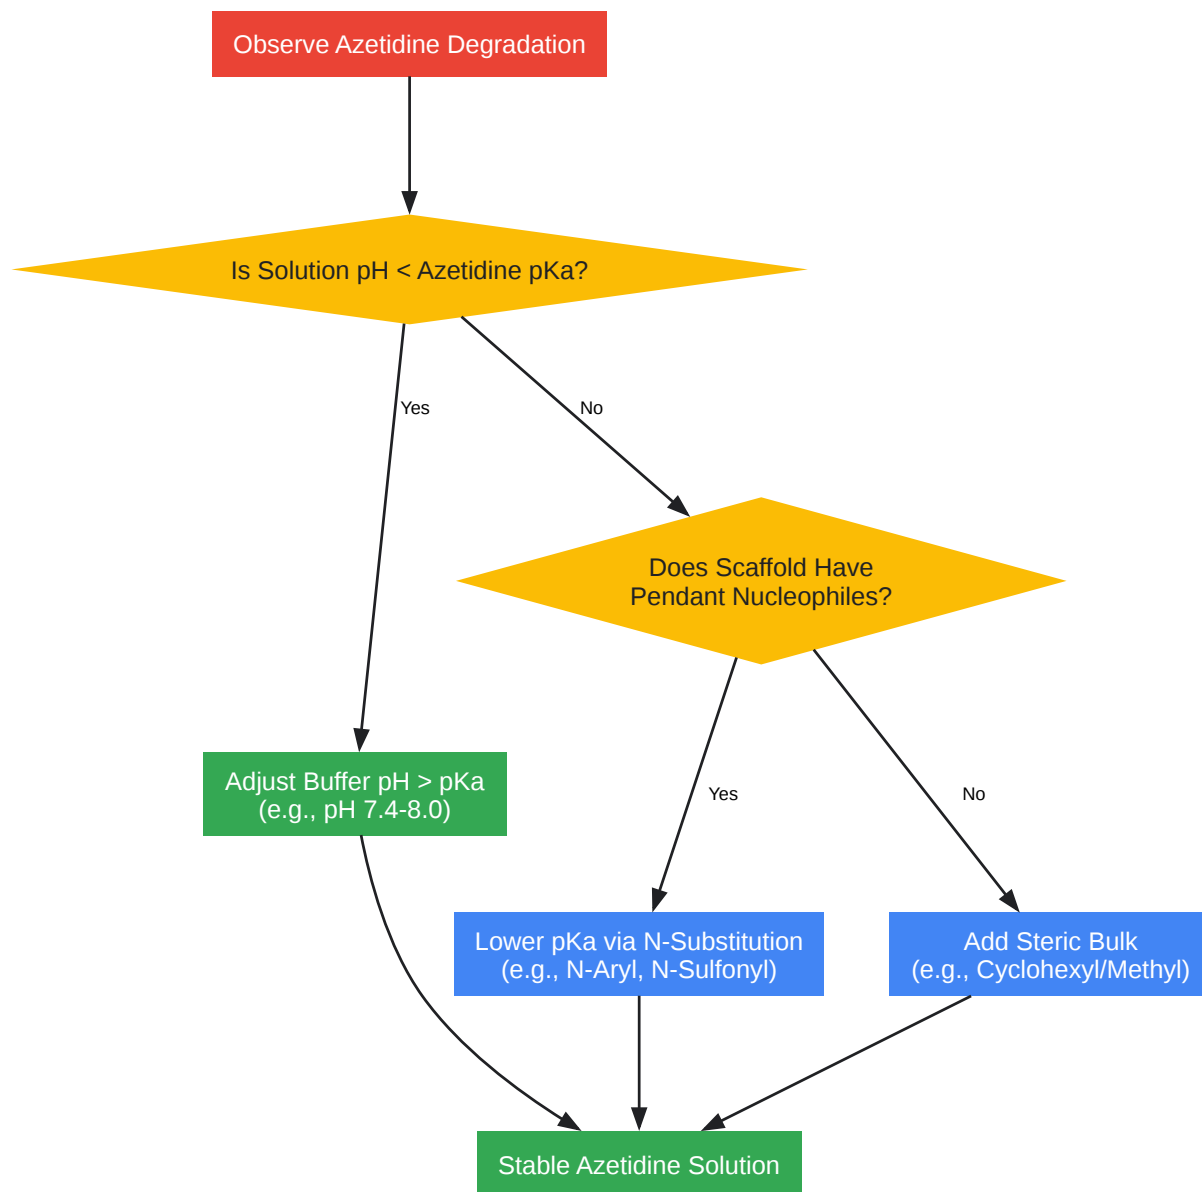 Observe Azetidine Degradation
Is Solution pH < Azetidine pKa?
Yes
No
Does Scaffold Have
Pendant Nucleophiles?
Adjust Buffer pH > pKa
(e.g., pH 7.4-8.0)
Yes
No
Lower pKa via N-Substitution
(e.g., N-Aryl, N-Sulfonyl)
Add Steric Bulk
(e.g., Cyclohexyl/Methyl)
Stable Azetidine Solution